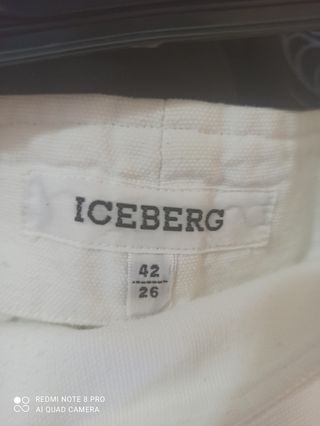 ICEBERG
42
26
REDMI NOTE 8 PRO
AI QUAD CAMERA